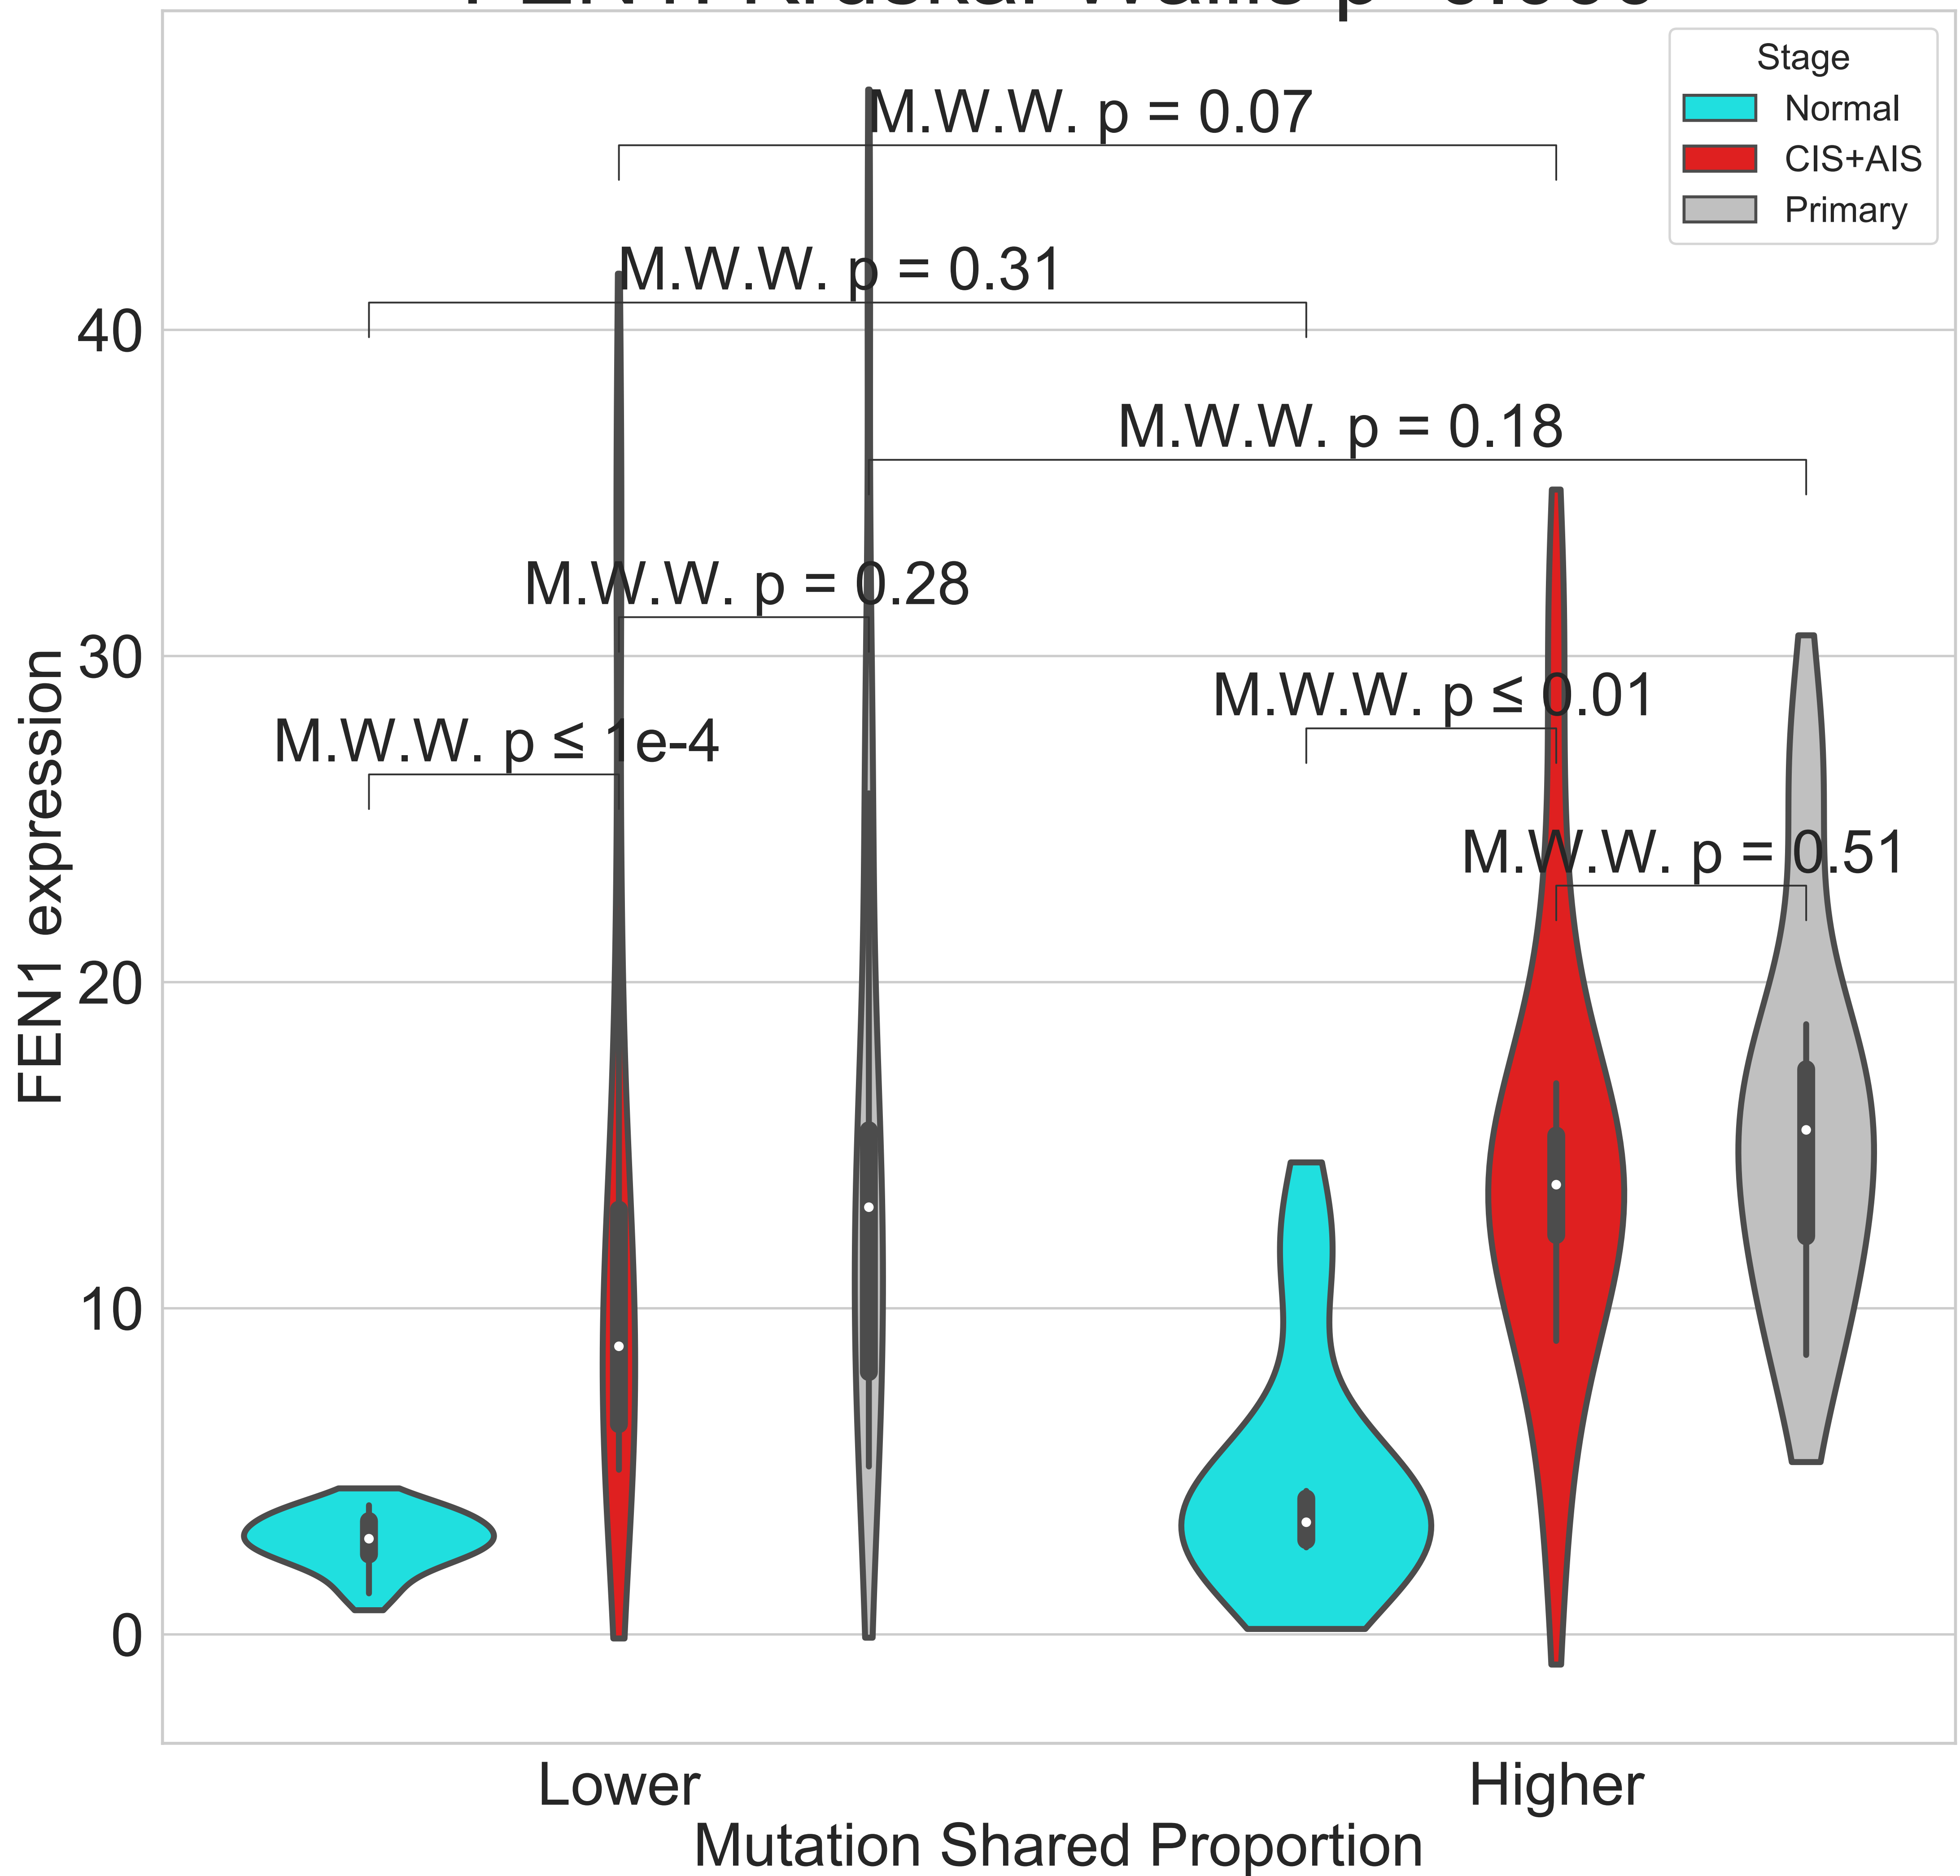 Stage
Normal
CIS+AIS
Primary
M.W.W. p = 0.07
M.W.W. p = 0.31
M.W.W. p = 0.18
M.W.W. p = 0.28
M.W.W. p ≤ 0.01
M.W.W. p ≤ 1e-4
M.W.W. p = 0.51
FEN1 expression
40
30
20
10
0
Lower
Higher
Mutation Shared Proportion